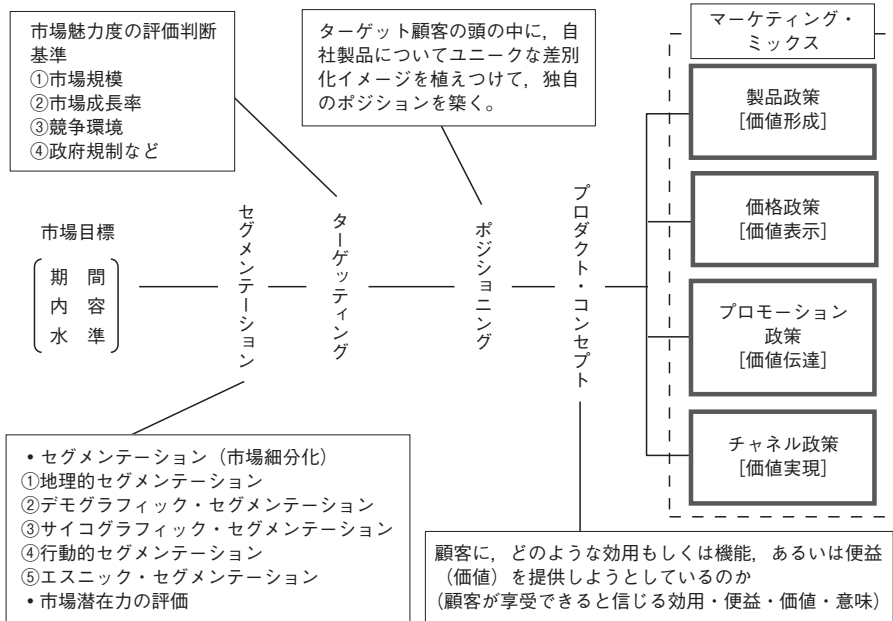 市場魅力度の評価判断
基準
①市場規模
②市場成長率
③競争環境
④政府規制など
ターゲット顧客の頭の中に，自
社製品についてユニークな差別
化イメージを植えつけて，独自
のポジションを築く。
マーケティング・
ミックス
製品政策
［価値形成］
価格政策
［価値表示］
プロモーション
政策
［価値伝達］
チャネル政策
［価値実現］
市場目標
期　間
内　容
水　準
セグメンテーション
ターゲッティング
ポジショニング
プロダクト・コンセプト
・セグメンテーション（市場細分化）
①地理的セグメンテーション
②デモグラフィック・セグメンテーション
③サイコグラフィック・セグメンテーション
④行動的セグメンテーション
⑤エスニック・セグメンテーション
・市場潜在力の評価
顧客に，どのような効用もしくは機能，あるいは便益
（価値）を提供しようとしているのか
（顧客が享受できると信じる効用・便益・価値・意味）